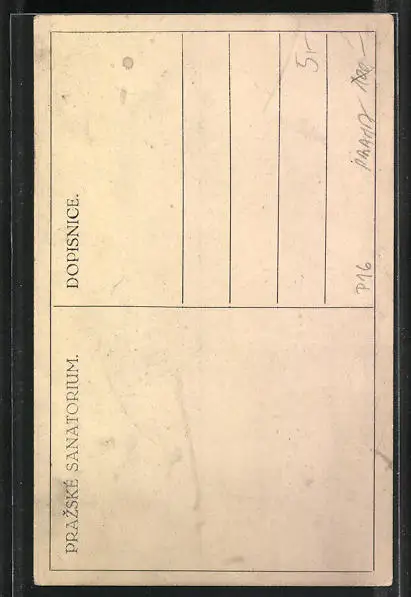 PRAŽSKÉ SANATORIUM.
DOPISNICE.
5,-
P16